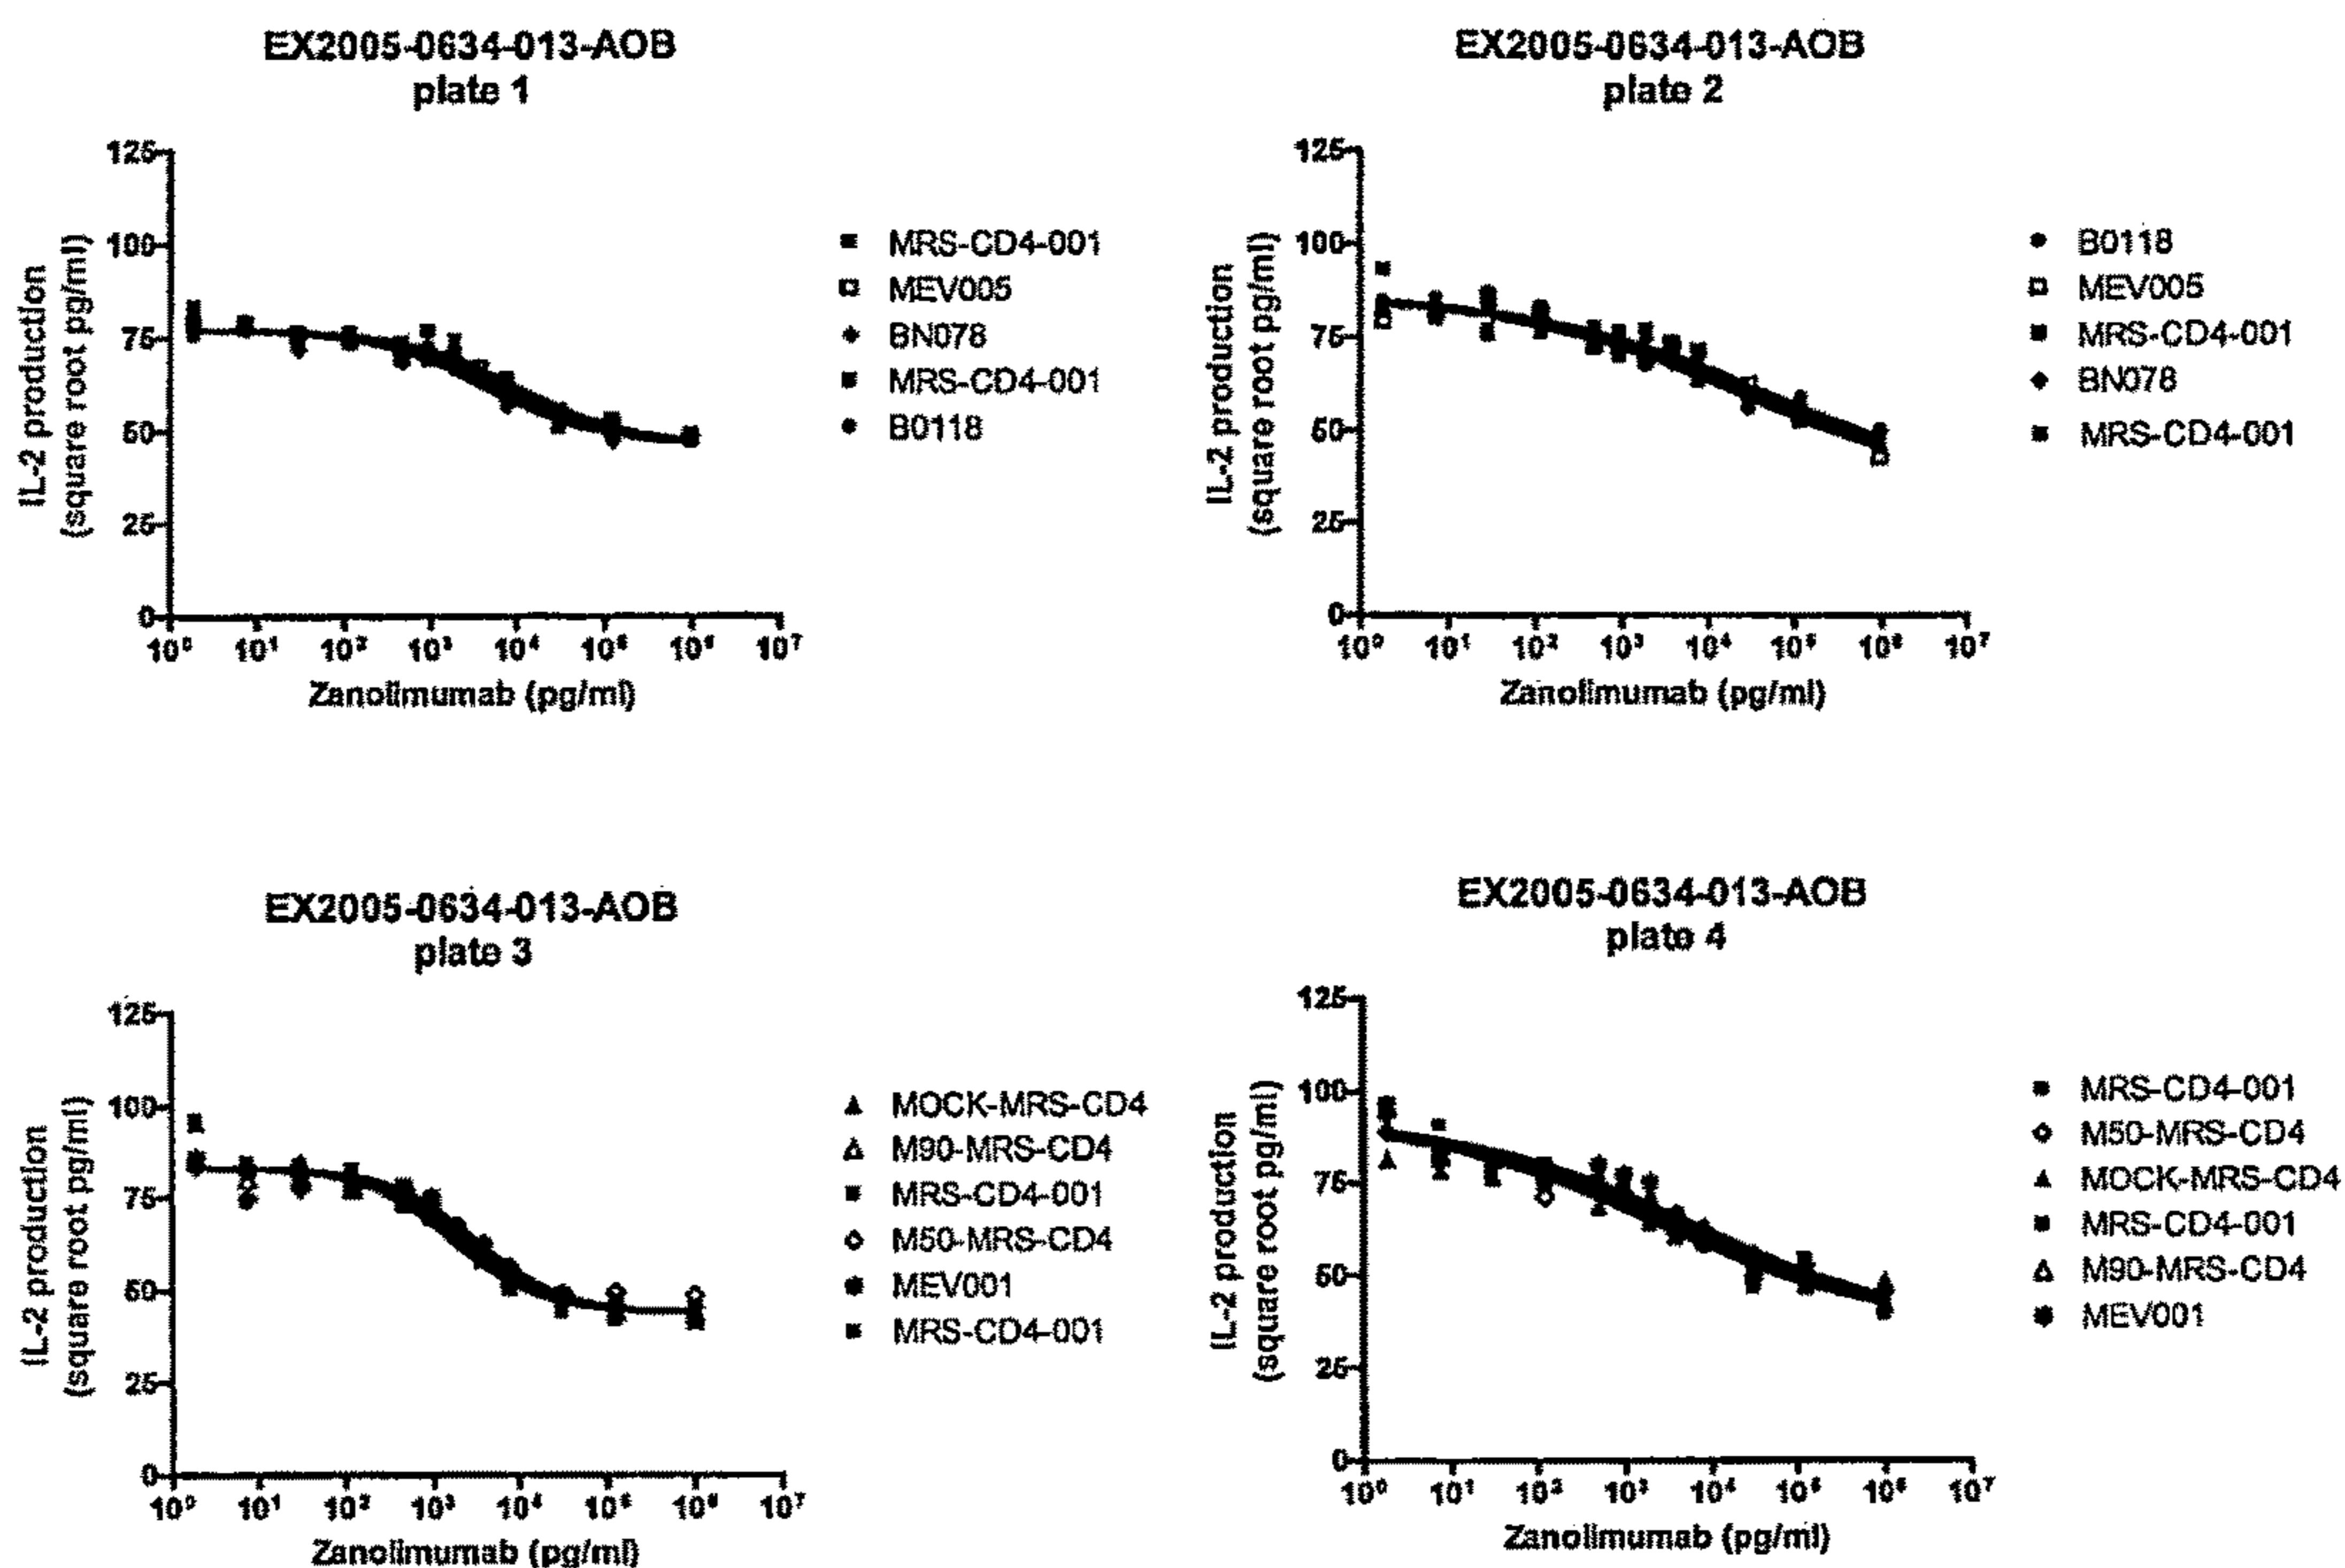 EX2005-0634-013-AOB
plate 1
125
100
75
50
25
0
IL-2 production
(square root pg/ml)
10⁰ 10¹ 10² 10³ 10⁴ 10⁵ 10⁶ 10⁷
Zanolimumab (pg/ml)
MRS-CD4-001
MEV005
BN078
MRS-CD4-001
B0118
EX2005-0634-013-AOB
plate 2
125
100
75
50
25
0
IL-2 production
(square root pg/ml)
10⁰ 10¹ 10² 10³ 10⁴ 10⁵ 10⁶ 10⁷
Zanolimumab (pg/ml)
B0118
MEV005
MRS-CD4-001
BN078
MRS-CD4-001
EX2005-0634-013-AOB
plate 3
125
100
75
50
25
0
IL-2 production
(square root pg/ml)
10⁰ 10¹ 10² 10³ 10⁴ 10⁵ 10⁶ 10⁷
Zanolimumab (pg/ml)
MOCK-MRS-CD4
M90-MRS-CD4
MRS-CD4-001
M50-MRS-CD4
MEV001
MRS-CD4-001
EX2005-0634-013-AOB
plate 4
125
100
75
50
25
0
IL-2 production
(square root pg/ml)
10⁰ 10¹ 10² 10³ 10⁴ 10⁵ 10⁶ 10⁷
Zanolimumab (pg/ml)
MRS-CD4-001
M50-MRS-CD4
MOCK-MRS-CD4
MRS-CD4-001
M90-MRS-CD4
MEV001